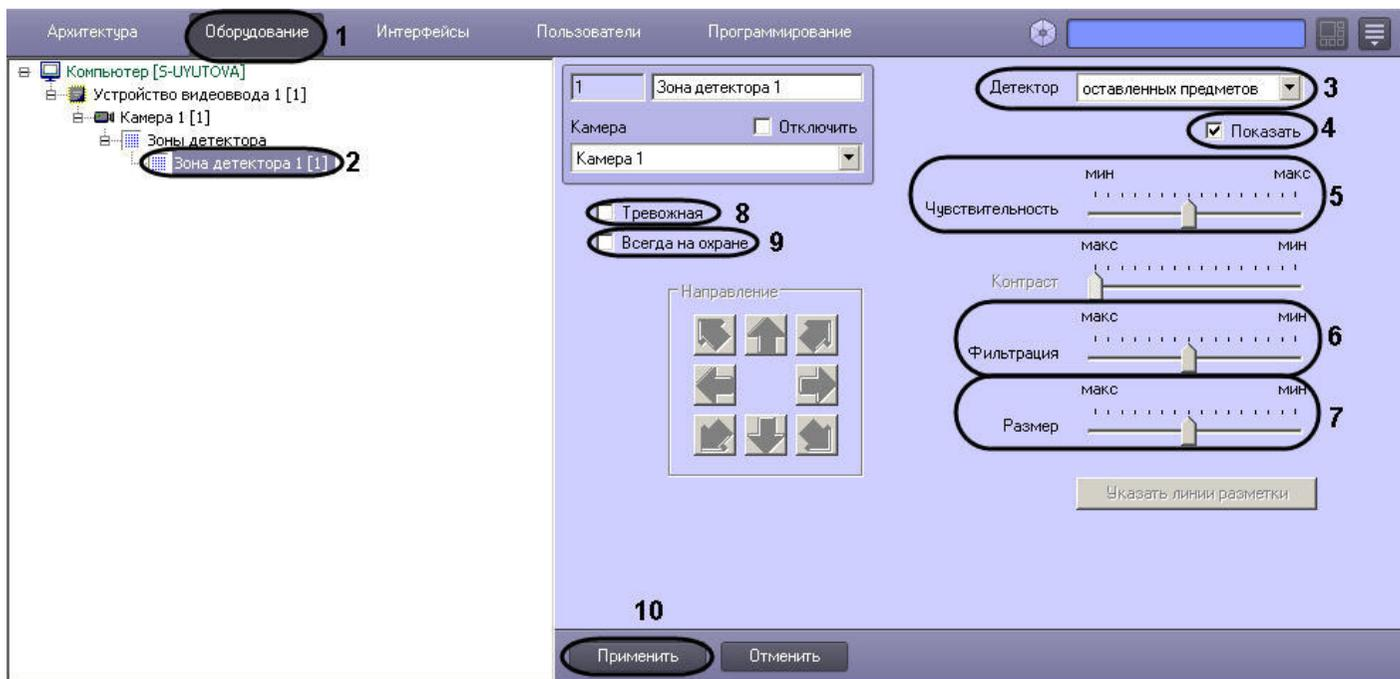 Архитектура Оборудование 1 Интерфейсы Пользователи Программирование
Компьютер [S-UYUTOVA]
Устройство видеоввода 1 [1]
Камера 1 [1]
Зоны детектора
Зона детектора 1 [1] 2
1 Зона детектора 1
Камера Отключить
Камера 1
Тревожная 8
Всегда на охране 9
Направление
Детектор оставленных предметов 3
Показать 4
мин макс
Чувствительность 5
макс мин
Контраст
макс мин
Фильтрация 6
макс мин
Размер 7
Указать линии разметки
10
Применить Отменить